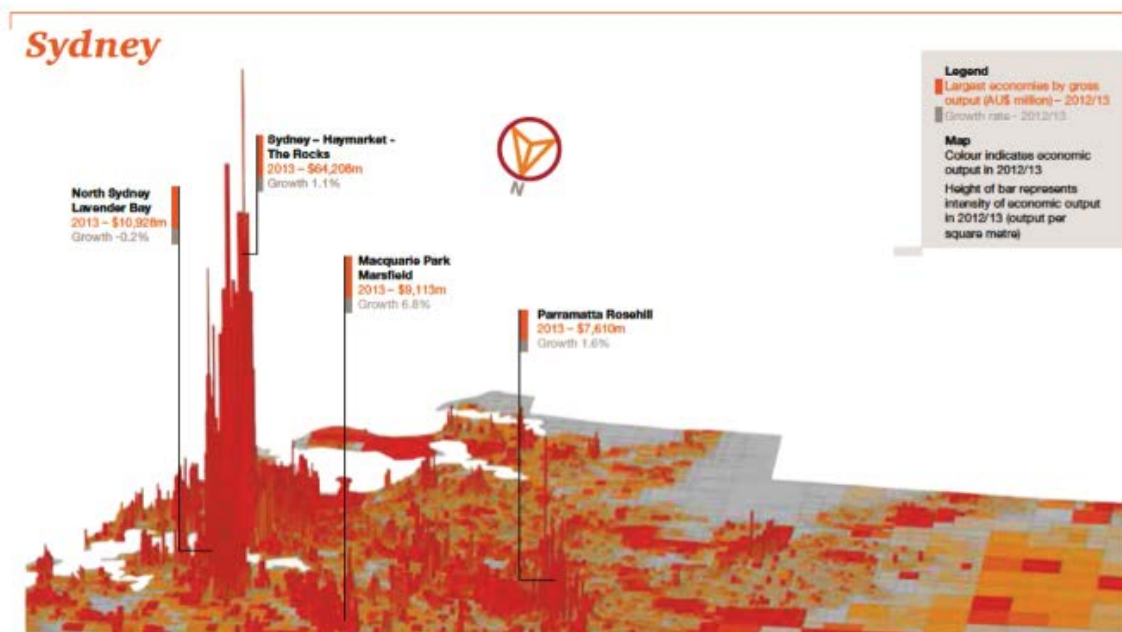 Sydney
Sydney – Haymarket -
The Rocks
2013 – $64,208m
Growth 1.1%
North Sydney
Lavender Bay
2013 – $10,928m
Growth -0.2%
Macquarie Park
Marsfield
2013 – $9,113m
Growth 6.8%
Parramatta Rosehill
2013 – $7,610m
Growth 1.6%
N
Legend
Largest economies by gross
output (AU$ million) – 2012/13
Growth rate - 2012/13
Map
Colour indicates economic
output in 2012/13
Height of bar represents
intensity of economic output
in 2012/13 (output per
square metre)